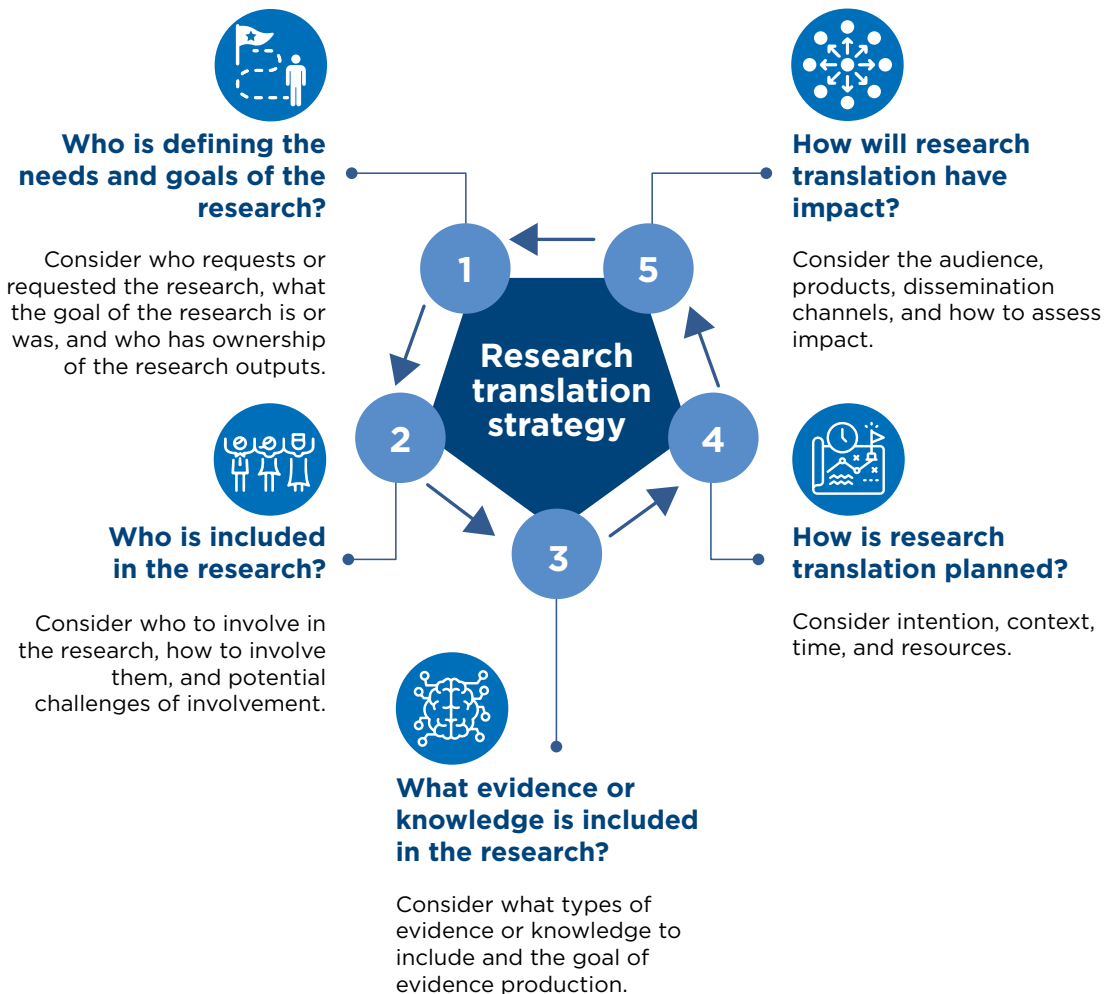 Who is defining the
needs and goals of the
research?
Consider who requests or
requested the research, what
the goal of the research is or
was, and who has ownership
of the research outputs.
1
Who is included
in the research?
Consider who to involve in
the research, how to involve
them, and potential
challenges of involvement.
2
What evidence or
knowledge is included
in the research?
Consider what types of
evidence or knowledge to
include and the goal of
evidence production.
3
How is research
translation planned?
Consider intention, context,
time, and resources.
4
How will research
translation have
impact?
Consider the audience,
products, dissemination
channels, and how to assess
impact.
5
Research
translation
strategy